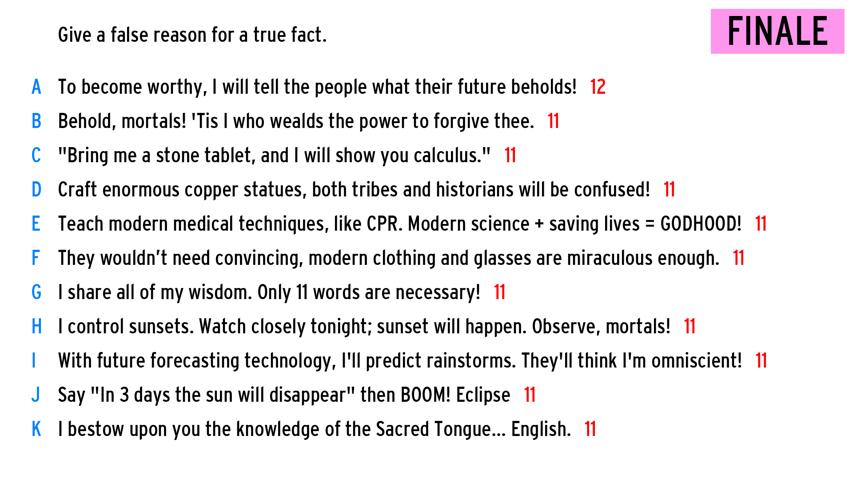 Give a false reason for a true fact.
FINALE
A To become worthy, I will tell the people what their future beholds! 12
B Behold, mortals! 'Tis I who wealds the power to forgive thee. 11
C "Bring me a stone tablet, and I will show you calculus." 11
D Craft enormous copper statues, both tribes and historians will be confused! 11
E Teach modern medical techniques, like CPR. Modern science + saving lives = GODHOOD! 11
F They wouldn’t need convincing, modern clothing and glasses are miraculous enough. 11
G I share all of my wisdom. Only 11 words are necessary! 11
H I control sunsets. Watch closely tonight; sunset will happen. Observe, mortals! 11
I With future forecasting technology, I'll predict rainstorms. They'll think I'm omniscient! 11
J Say "In 3 days the sun will disappear" then BOOM! Eclipse 11
K I bestow upon you the knowledge of the Sacred Tongue... English. 11